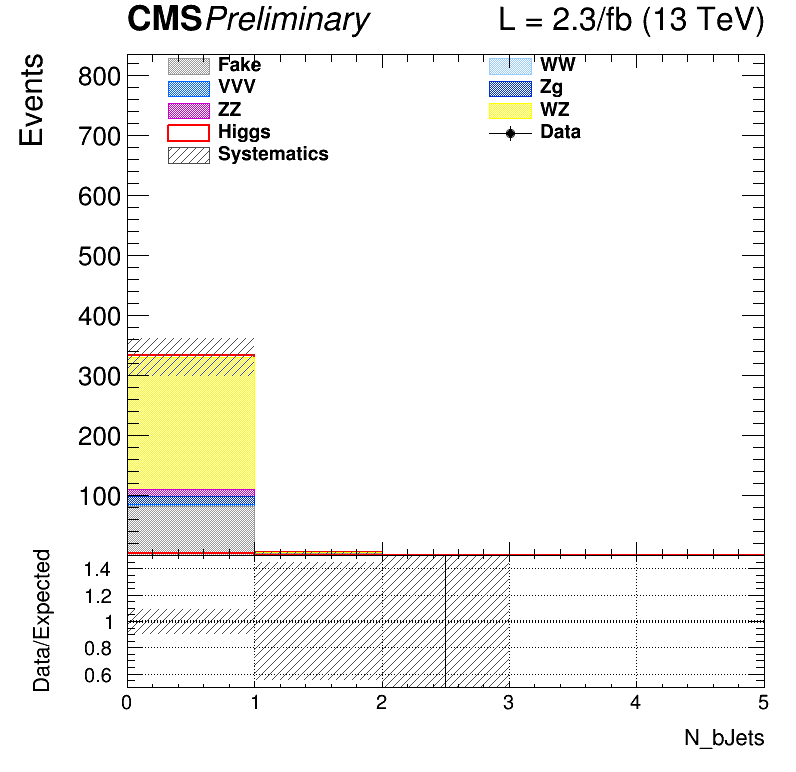 CMS Preliminary L = 2.3/fb (13 TeV)
Events
800
700
600
500
400
300
200
100
Fake WW
VVV Zg
ZZ WZ
Higgs Data
Systematics
Data/Expected
1.4
1.2
1
0.8
0.6
0 1 2 3 4 5
N_bJets